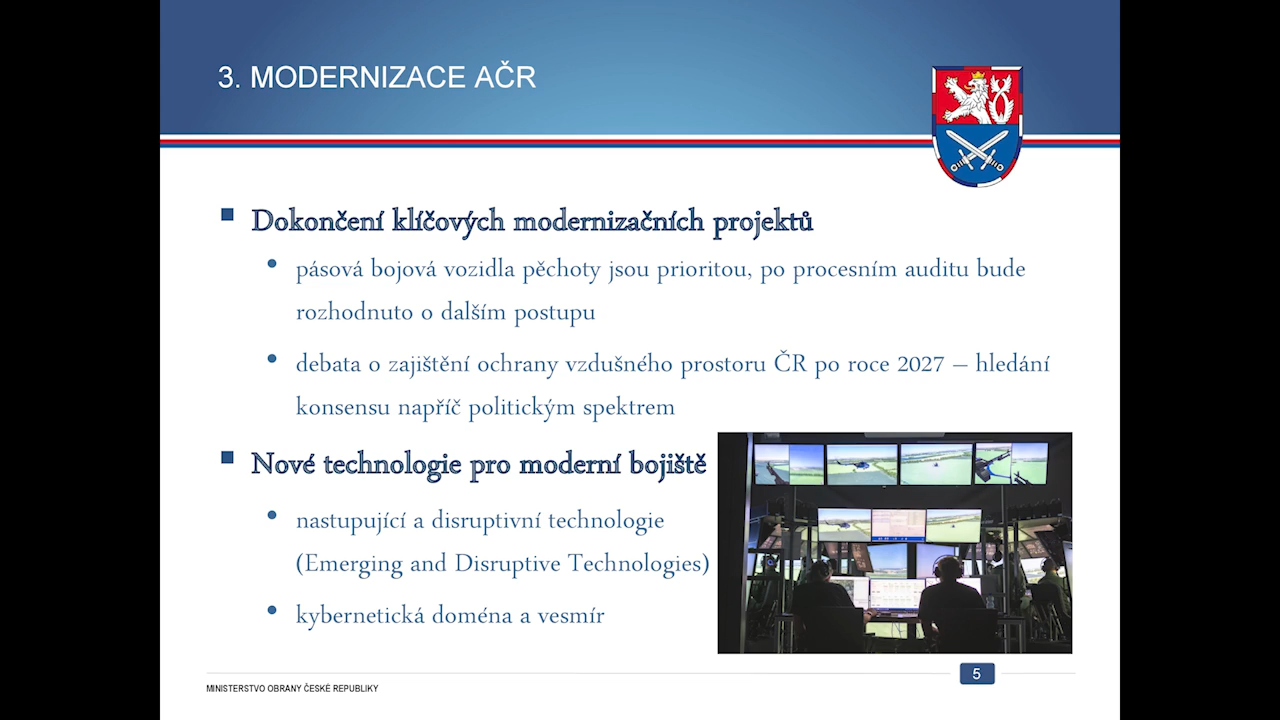 3. MODERNIZACE AČR
Dokončení klíčových modernizačních projektů
pásová bojová vozidla pěchoty jsou prioritou, po procesním auditu bude
rozhodnuto o dalším postupu
debata o zajištění ochrany vzdušného prostoru ČR po roce 2027 – hledání
konsensu napříč politickým spektrem
Nové technologie pro moderní bojiště
nastupující a disruptivní technologie
(Emerging and Disruptive Technologies)
kybernetická doména a vesmír
5
MINISTERSTVO OBRANY ČESKÉ REPUBLIKY